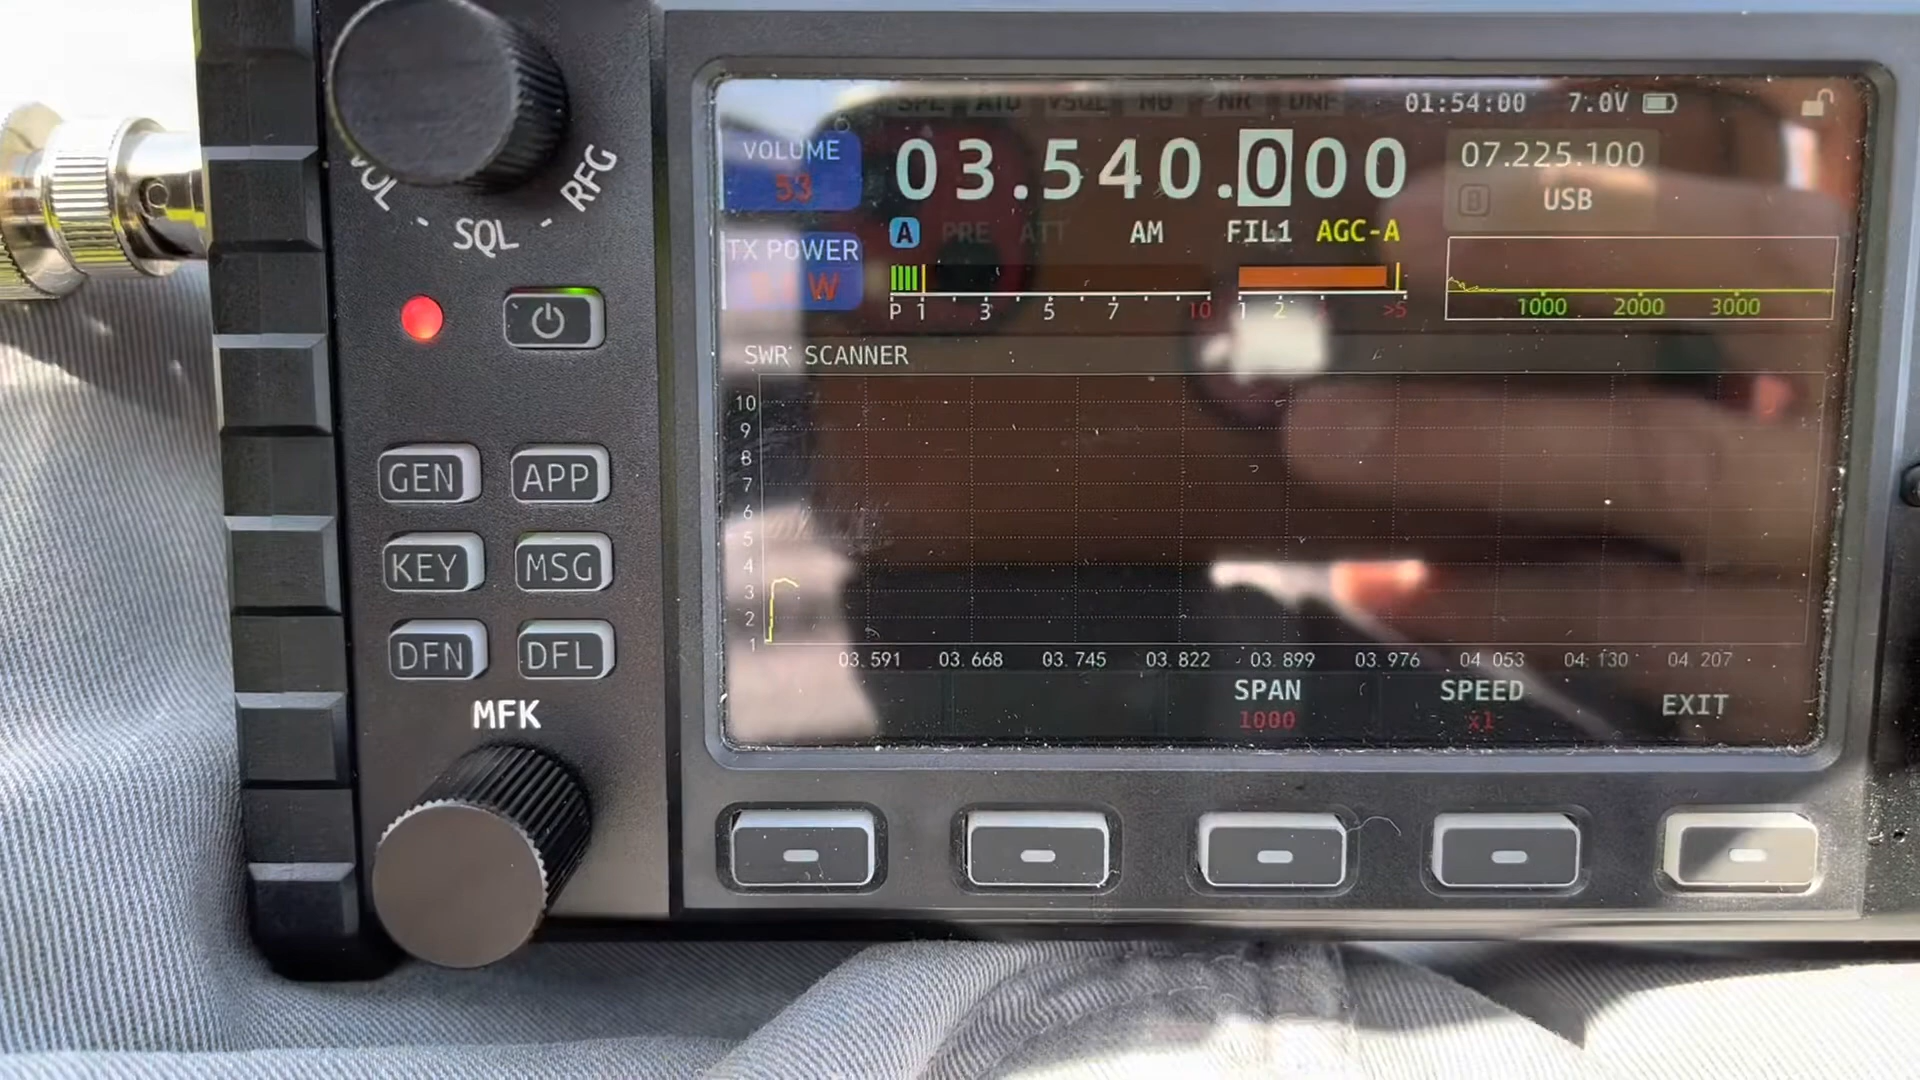 SPL ATU VSQL NB NR DNF 01:54:00 7.0V
VOLUME 03.540.000 07.225.100
53
A PRE ATT AM FIL1 AGC-A B USB
TX POWER
W
P 1 3 5 7 10 1 2 3 >5 1000 2000 3000
VOL - SQL - RFG
SWR SCANNER
10
9
8
7
6
5
4
3
2
1
03.591 03.668 03.745 03.822 03.899 03.976 04.053 04.130 04.207
SPAN SPEED EXIT
1000 x1
GEN APP
KEY MSG
DFN DFL
MFK